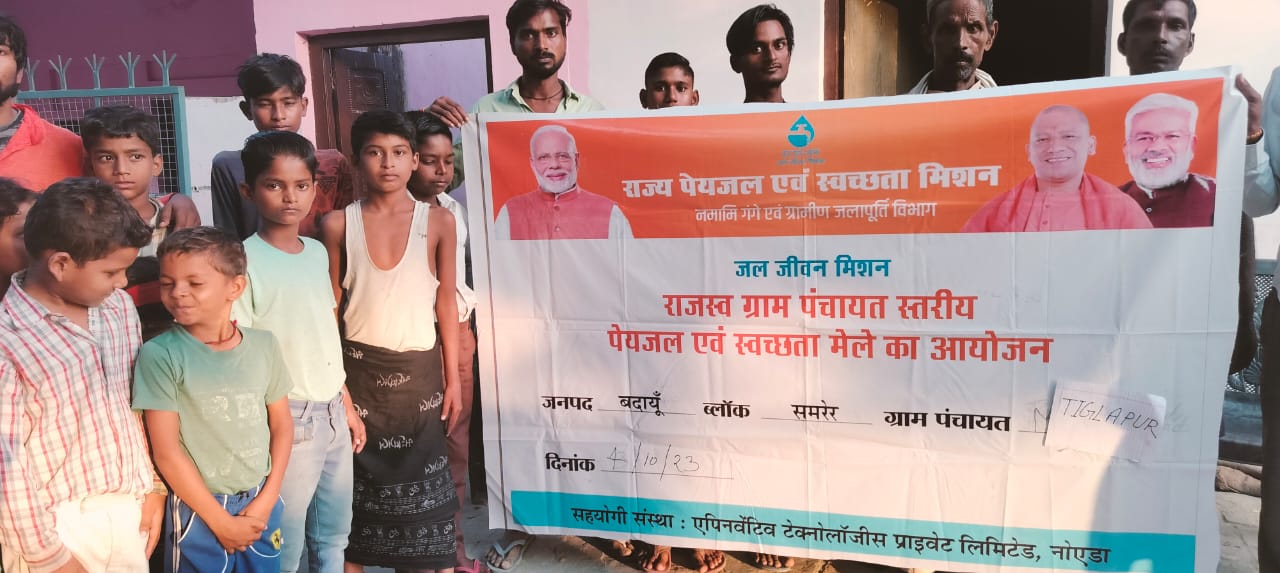 राज्य पेयजल एवं स्वच्छता मिशन
नमामि गंगे एवं ग्रामीण जलापूर्ति विभाग
जल जीवन मिशन
राजस्व ग्राम पंचायत स्तरीय
पेयजल एवं स्वच्छता मेले का आयोजन
जनपद बदायूँ ब्लॉक समरेर ग्राम पंचायत TIGLAPUR
दिनांक 4/10/23
सहयोगी संस्था : एपिनर्वेटिव टेक्नोलॉजीस प्राइवेट लिमिटेड, नोएडा